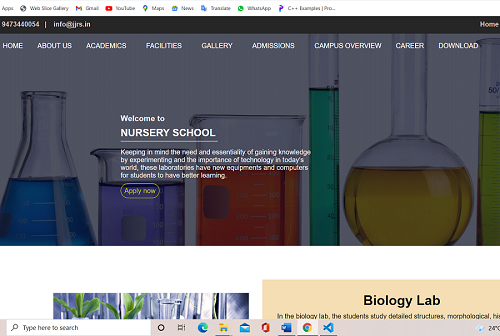 Apps Web Slice Gallery Gmail YouTube Maps News Translate WhatsApp C++ Examples | Pro...
9473440054 | info@jjrs.in Home
HOME ABOUT US ACADEMICS FACILITIES GALLERY ADMISSIONS CAMPUS OVERVIEW CAREER DOWNLOAD
Welcome to
NURSERY SCHOOL
Keeping in mind the need and essentiality of gaining knowledge
by experimenting and the importance of technology in today's
world, these laboratories have new equipments and computers
for students to have better learning.
Apply now
Biology Lab
In the biology lab, the students study detailed structures, morphological, his
Type here to search
24°C